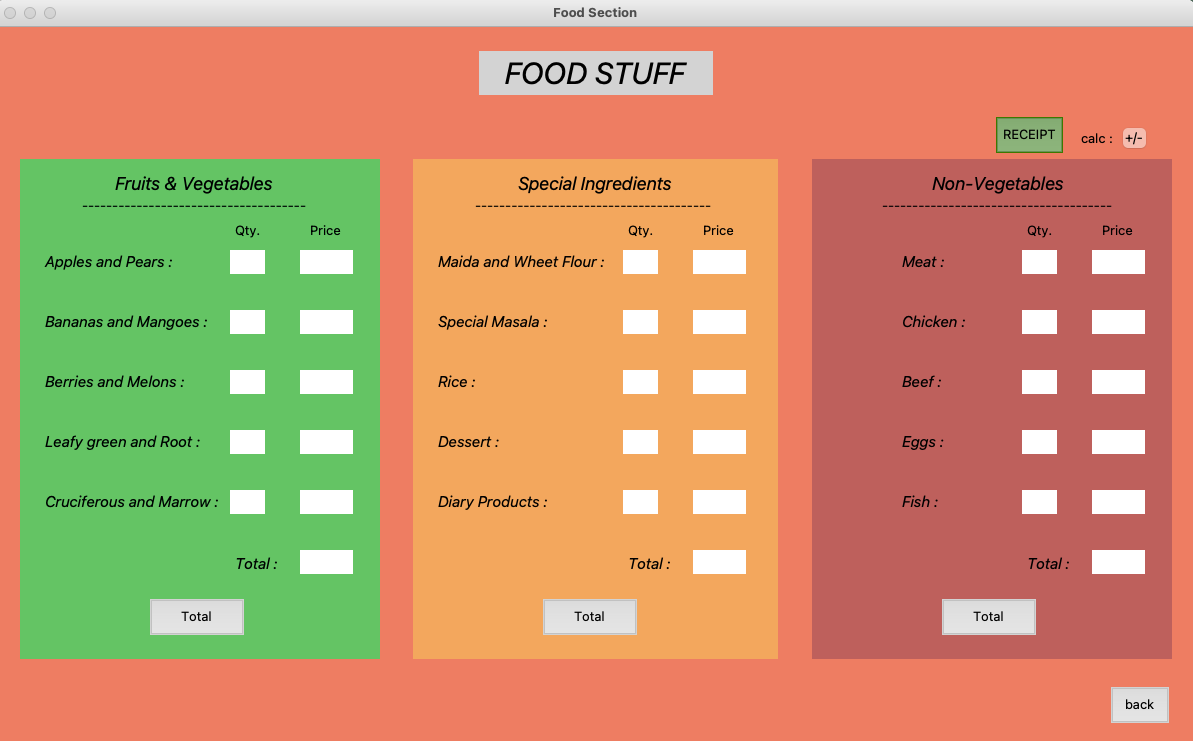 Food Section
FOOD STUFF
RECEIPT calc : +/-
Fruits & Vegetables
-------------------------------------
Qty. Price
Apples and Pears :
Bananas and Mangoes :
Berries and Melons :
Leafy green and Root :
Cruciferous and Marrow :
Total :
Total
Special Ingredients
---------------------------------------
Qty. Price
Maida and Wheet Flour :
Special Masala :
Rice :
Dessert :
Diary Products :
Total :
Total
Non-Vegetables
--------------------------------------
Qty. Price
Meat :
Chicken :
Beef :
Eggs :
Fish :
Total :
Total
back